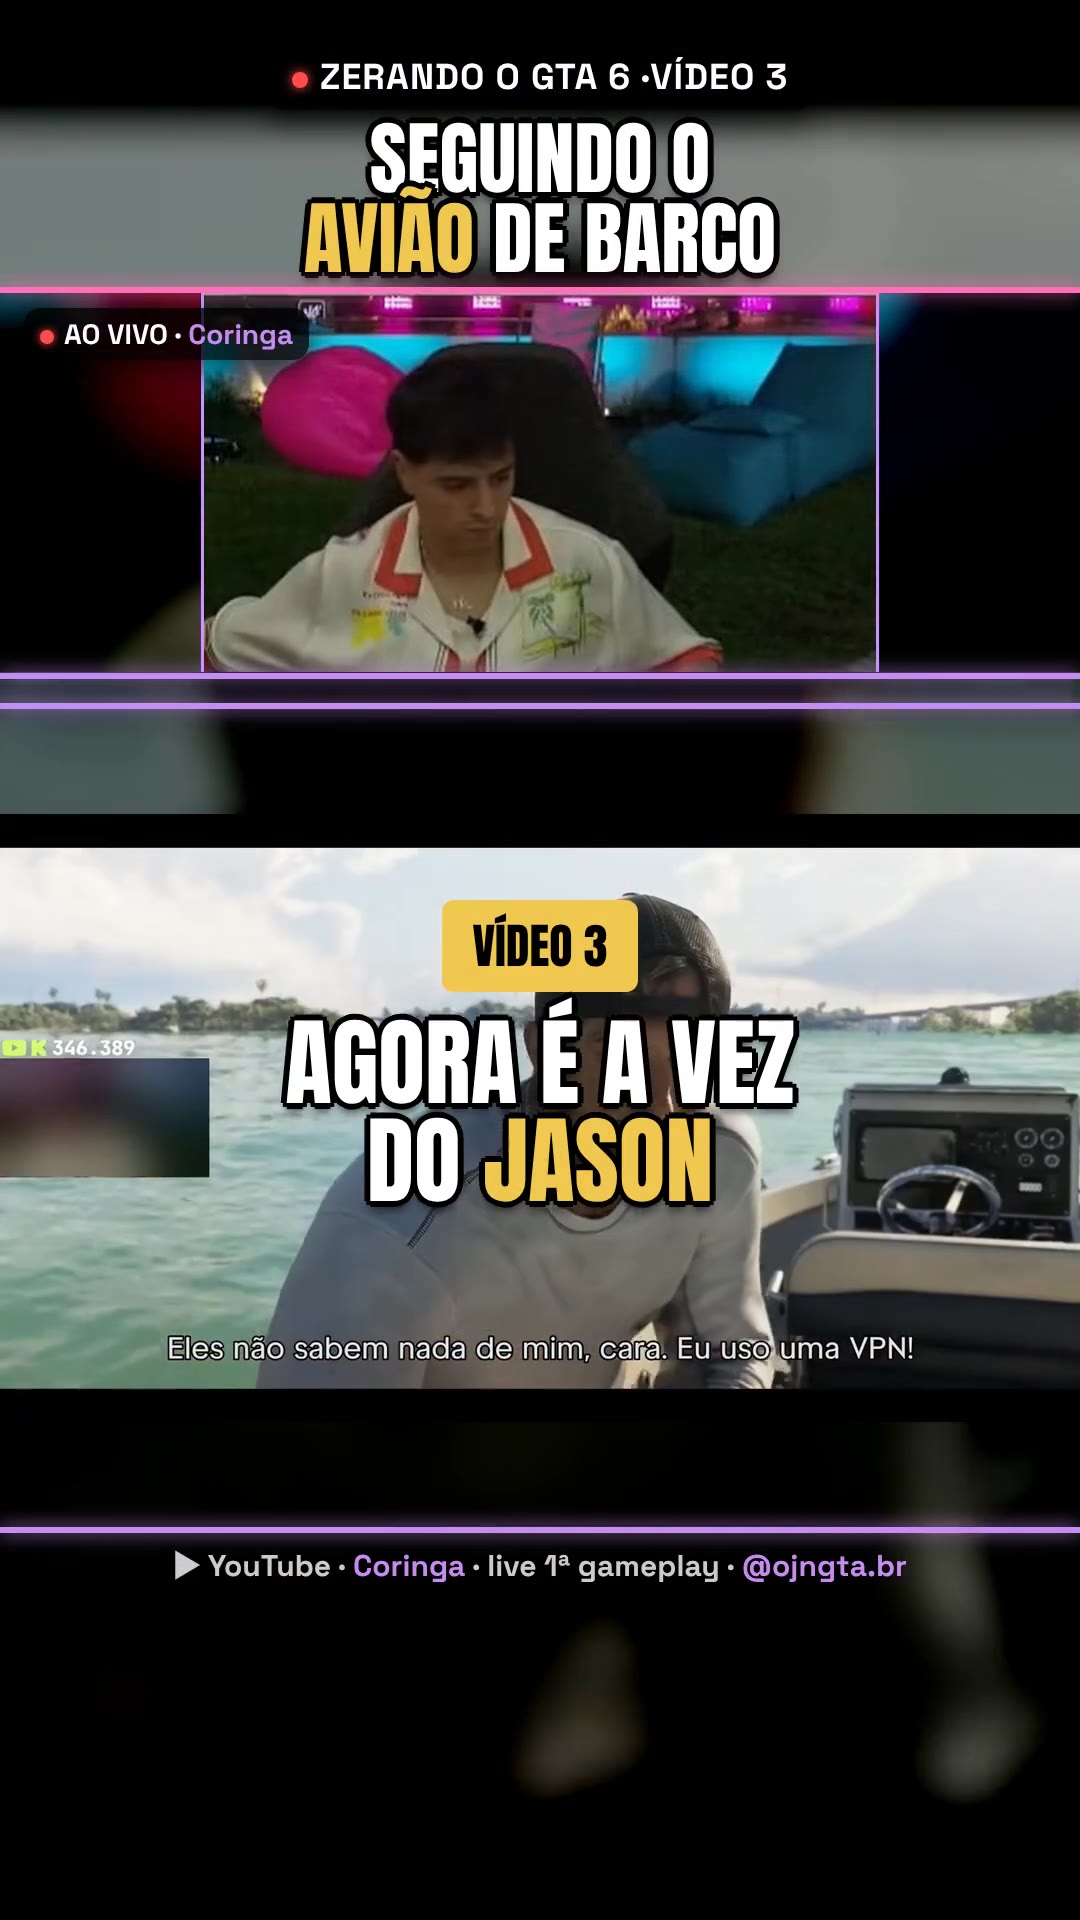 ZERANDO O GTA 6 ·VÍDEO 3
SEGUINDO O
AVIÃO DE BARCO
AO VIVO · Coringa
VÍDEO 3
AGORA É A VEZ
DO JASON
K 346.389
Eles não sabem nada de mim, cara. Eu uso uma VPN!
▶ YouTube · Coringa · live 1ª gameplay · @ojngta.br